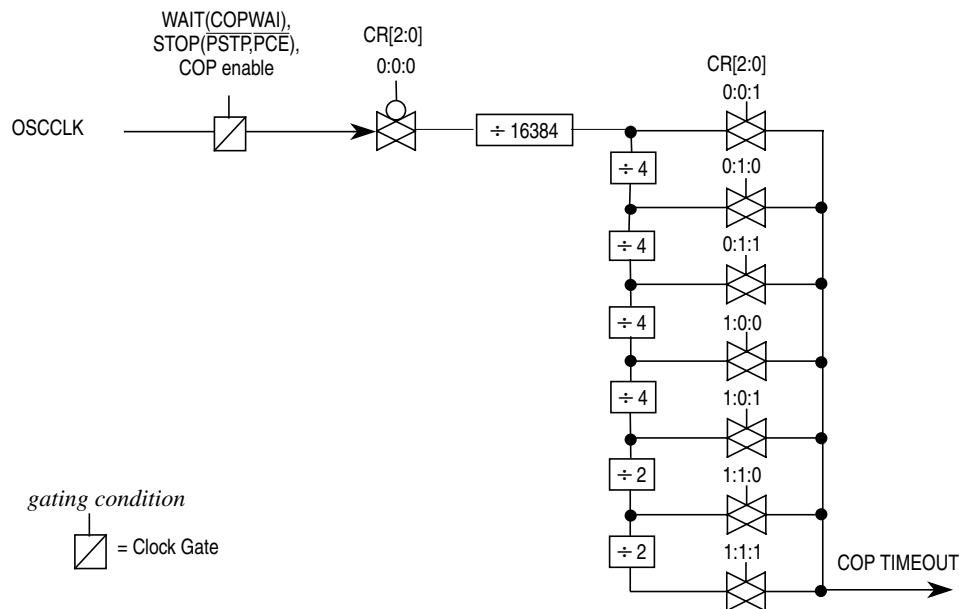 WAIT(COPWAI),
STOP(PSTP,PCE),
COP enable
CR[2:0]
0:0:0
OSCCLK
÷ 16384
CR[2:0]
0:0:1
÷ 4
0:1:0
÷ 4
0:1:1
÷ 4
1:0:0
÷ 4
1:0:1
÷ 2
1:1:0
÷ 2
1:1:1
COP TIMEOUT
gating condition
= Clock Gate